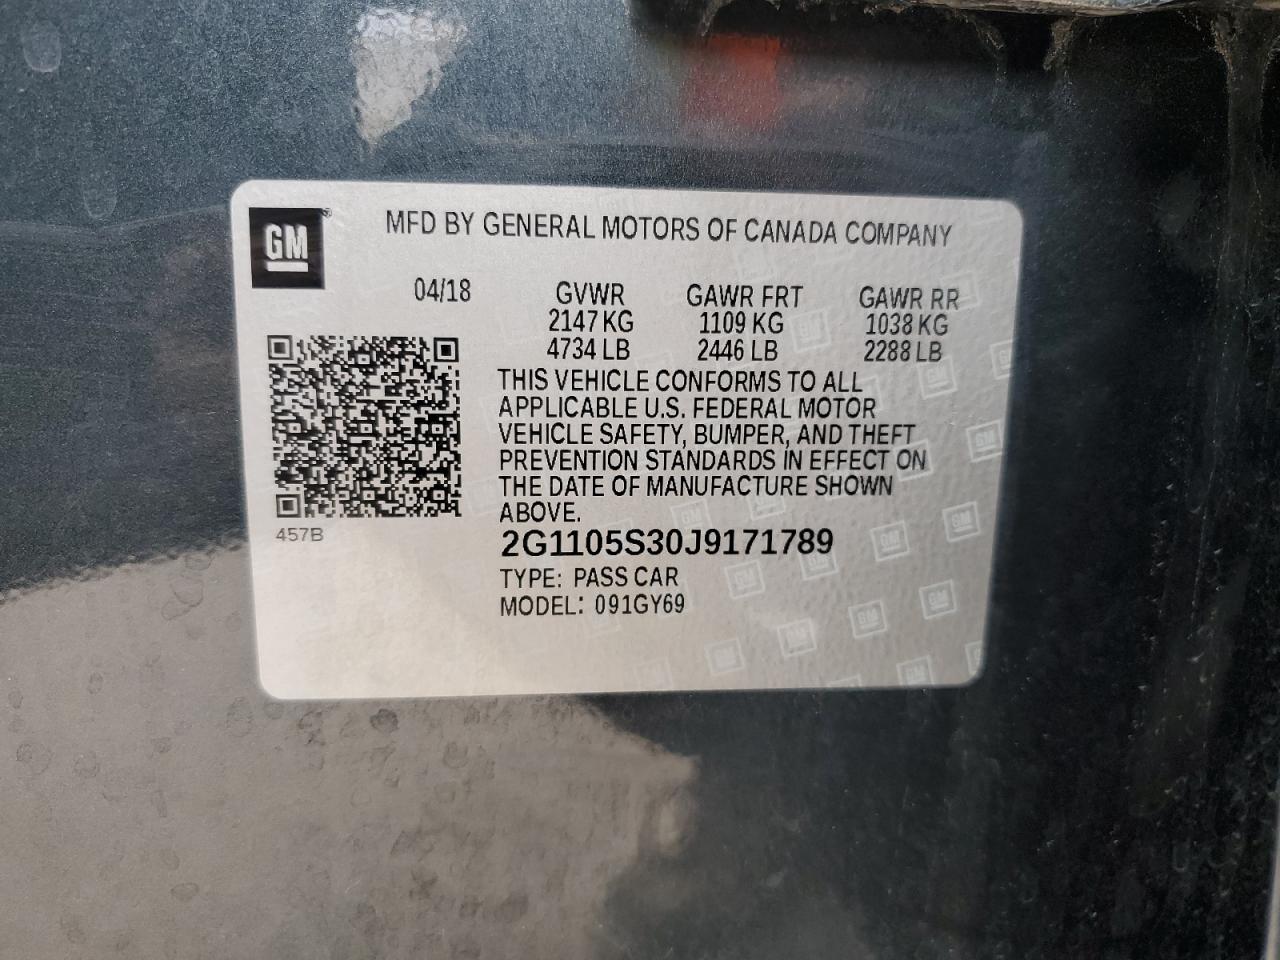 GM
MFD BY GENERAL MOTORS OF CANADA COMPANY
04/18 GVWR GAWR FRT GAWR RR
2147 KG 1109 KG 1038 KG
4734 LB 2446 LB 2288 LB
THIS VEHICLE CONFORMS TO ALL
APPLICABLE U.S. FEDERAL MOTOR
VEHICLE SAFETY, BUMPER, AND THEFT
PREVENTION STANDARDS IN EFFECT ON
THE DATE OF MANUFACTURE SHOWN
ABOVE.
457B
2G1105S30J9171789
TYPE: PASS CAR
MODEL: 091GY69